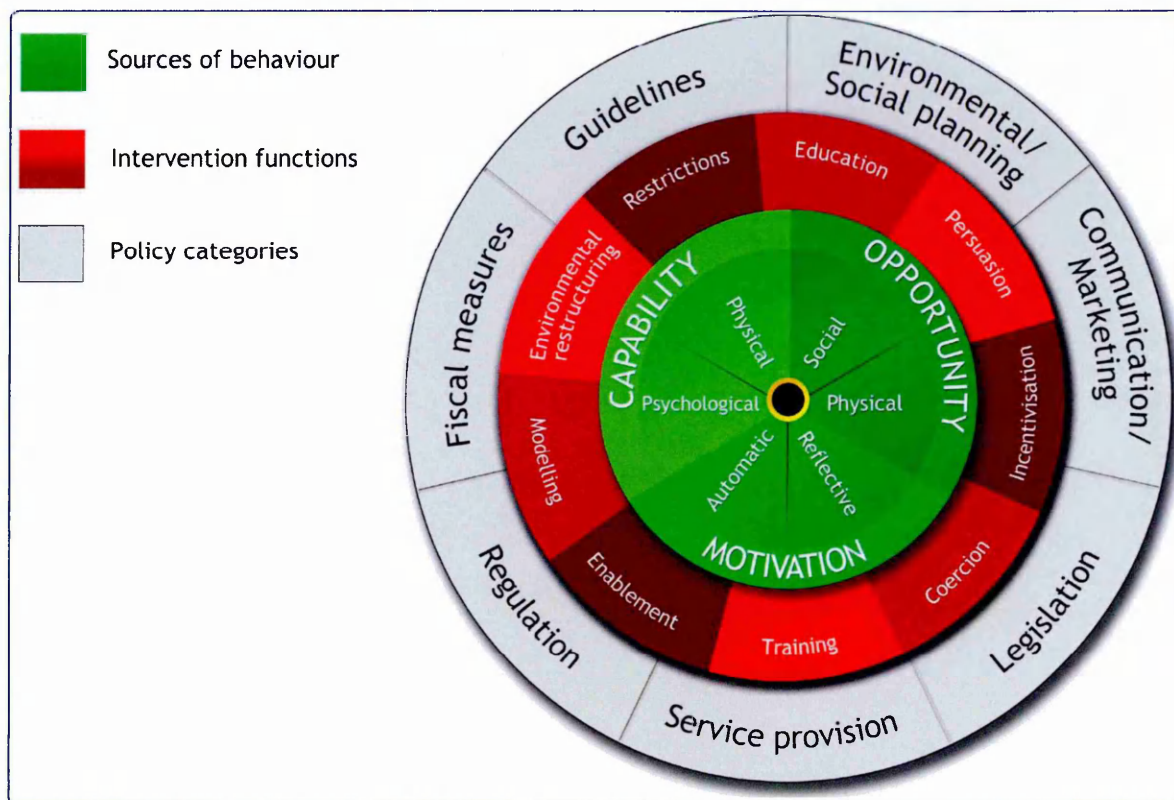 Sources of behaviour
Intervention functions
Policy categories
Guidelines
Environmental/
Social planning
Communication/
Marketing
Legislation
Service provision
Regulation
Fiscal measures
Restrictions
Education
Persuasion
Incentivisation
Coercion
Training
Enablement
Modelling
Environmental
restructuring
CAPABILITY
OPPORTUNITY
MOTIVATION
Physical
Social
Psychological
Physical
Automatic
Reflective